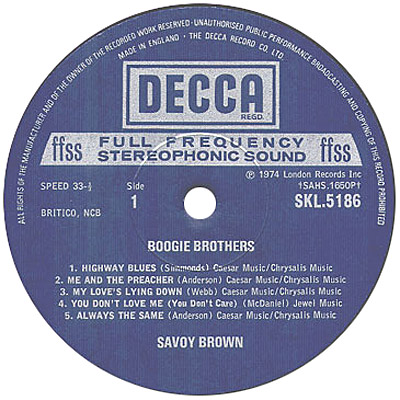 ALL RIGHTS OF THE MANUFACTURER AND OF THE OWNER OF THE RECORDED WORK RESERVED · UNAUTHORISED PUBLIC PERFORMANCE BROADCASTING AND COPYING OF THIS RECORD PROHIBITED
MADE IN ENGLAND · THE DECCA RECORD CO. LTD.
DECCA
REGD.
ffss FULL FREQUENCY ffss
STEREOPHONIC SOUND
SPEED 33-⅓ Side ℗ 1974 London Records Inc
1 †SAHS.1650P†
BRITICO, NCB SKL.5186
BOOGIE BROTHERS
1. HIGHWAY BLUES (Simmonds) Caesar Music/Chrysalis Music
2. ME AND THE PREACHER (Anderson) Caesar Music/Chrysalis Music
3. MY LOVE'S LYING DOWN (Webb) Caesar Music/Chrysalis Music
4. YOU DON'T LOVE ME (You Don't Care) (McDaniel) Jewel Music
5. ALWAYS THE SAME (Anderson) Caesar Music/Chrysalis Music
SAVOY BROWN